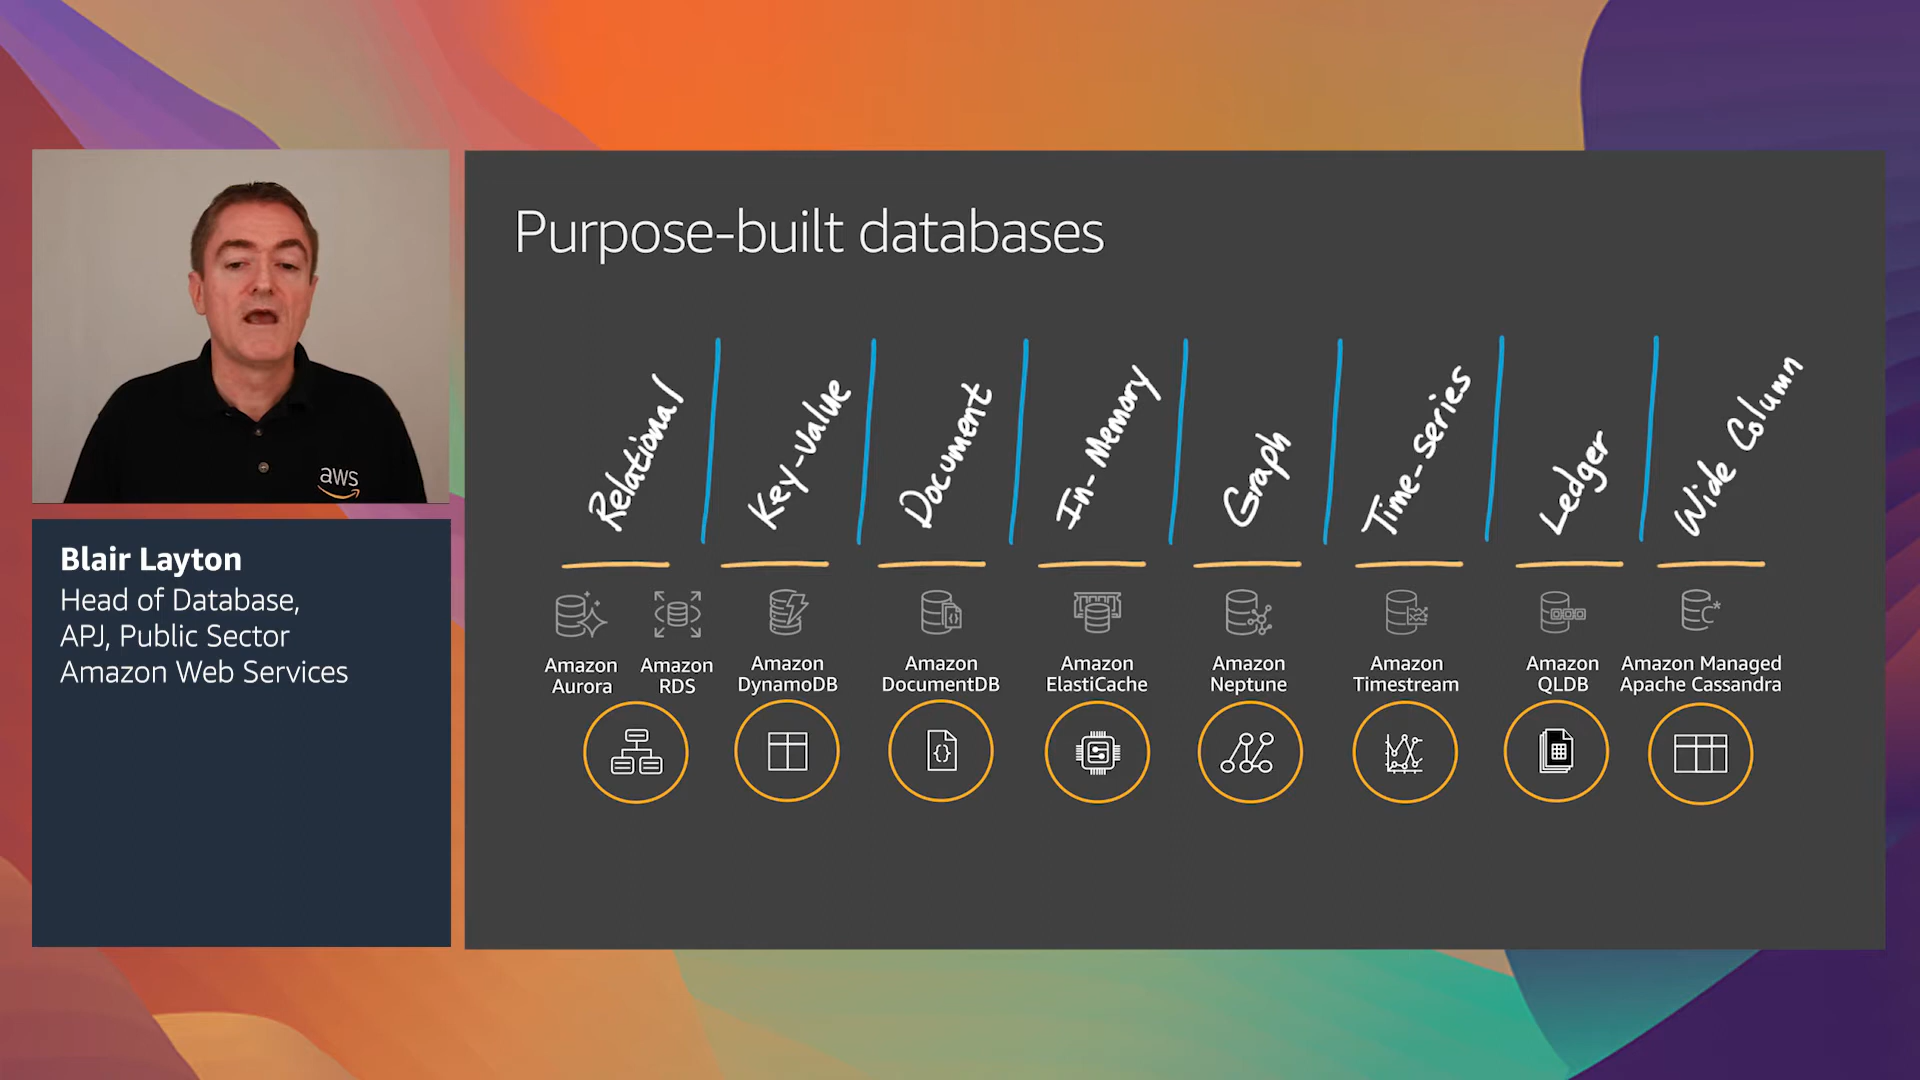 aws
Blair Layton
Head of Database,
APJ, Public Sector
Amazon Web Services
Purpose-built databases
Relational
Key-value
Document
In-Memory
Graph
Time-series
Ledger
Wide Column
Amazon
Aurora
Amazon
RDS
Amazon
DynamoDB
Amazon
DocumentDB
Amazon
ElastiCache
Amazon
Neptune
Amazon
Timestream
Amazon
QLDB
Amazon Managed
Apache Cassandra